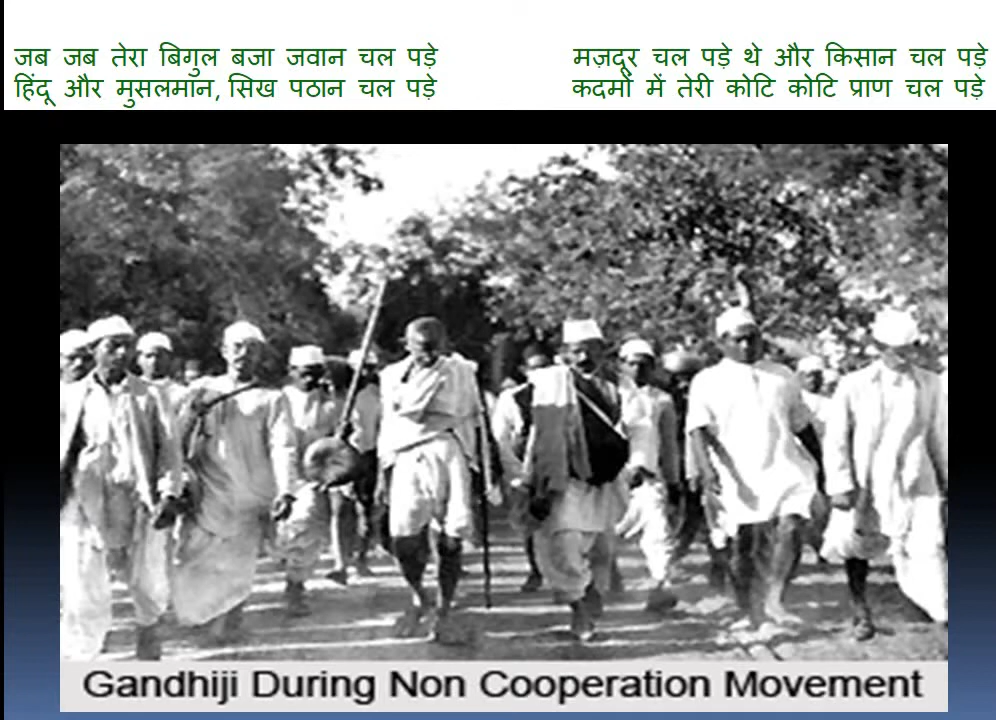 जब जब तेरा बिगुल बजा जवान चल पड़े
मज़दूर चल पड़े थे और किसान चल पड़े
हिंदू और मुसलमान, सिख पठान चल पड़े
कदमों में तेरी कोटि कोटि प्राण चल पड़े
Gandhiji During Non Cooperation Movement